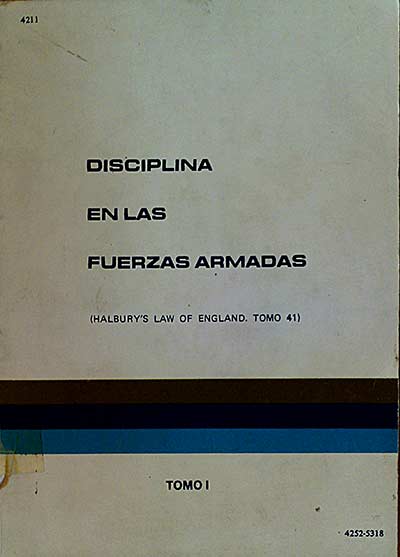 4211
DISCIPLINA
EN LAS
FUERZAS ARMADAS
(HALBURY'S LAW OF ENGLAND. TOMO 41)
TOMO I
4252-5318